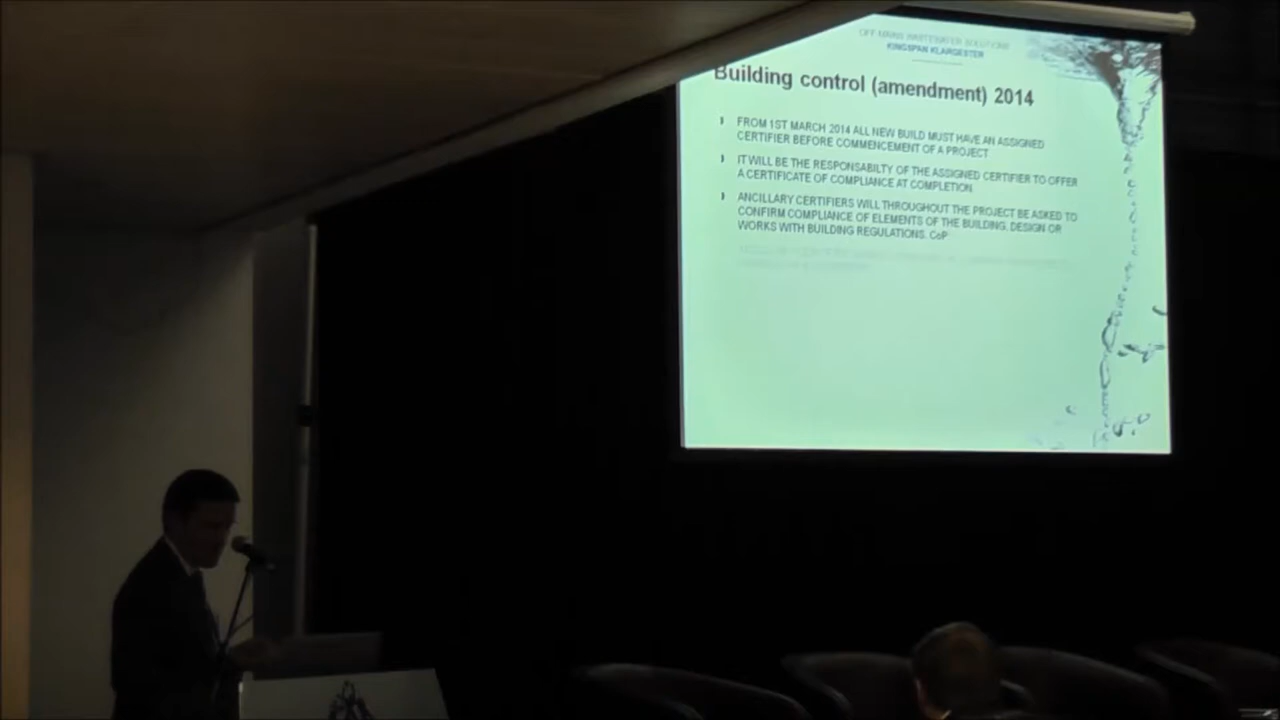 OFF MAINS WASTEWATER SOLUTIONS
KINGSPAN KLARGESTER
Building control (amendment) 2014
FROM 1ST MARCH 2014 ALL NEW BUILD MUST HAVE AN ASSIGNED
CERTIFIER BEFORE COMMENCEMENT OF A PROJECT
IT WILL BE THE RESPONSABILTY OF THE ASSIGNED CERTIFIER TO OFFER
A CERTIFICATE OF COMPLIANCE AT COMPLETION
ANCILLARY CERTIFIERS WILL THROUGHOUT THE PROJECT BE ASKED TO
CONFIRM COMPLIANCE OF ELEMENTS OF THE BUILDING, DESIGN OR
WORKS WITH BUILDING REGULATIONS. CoP